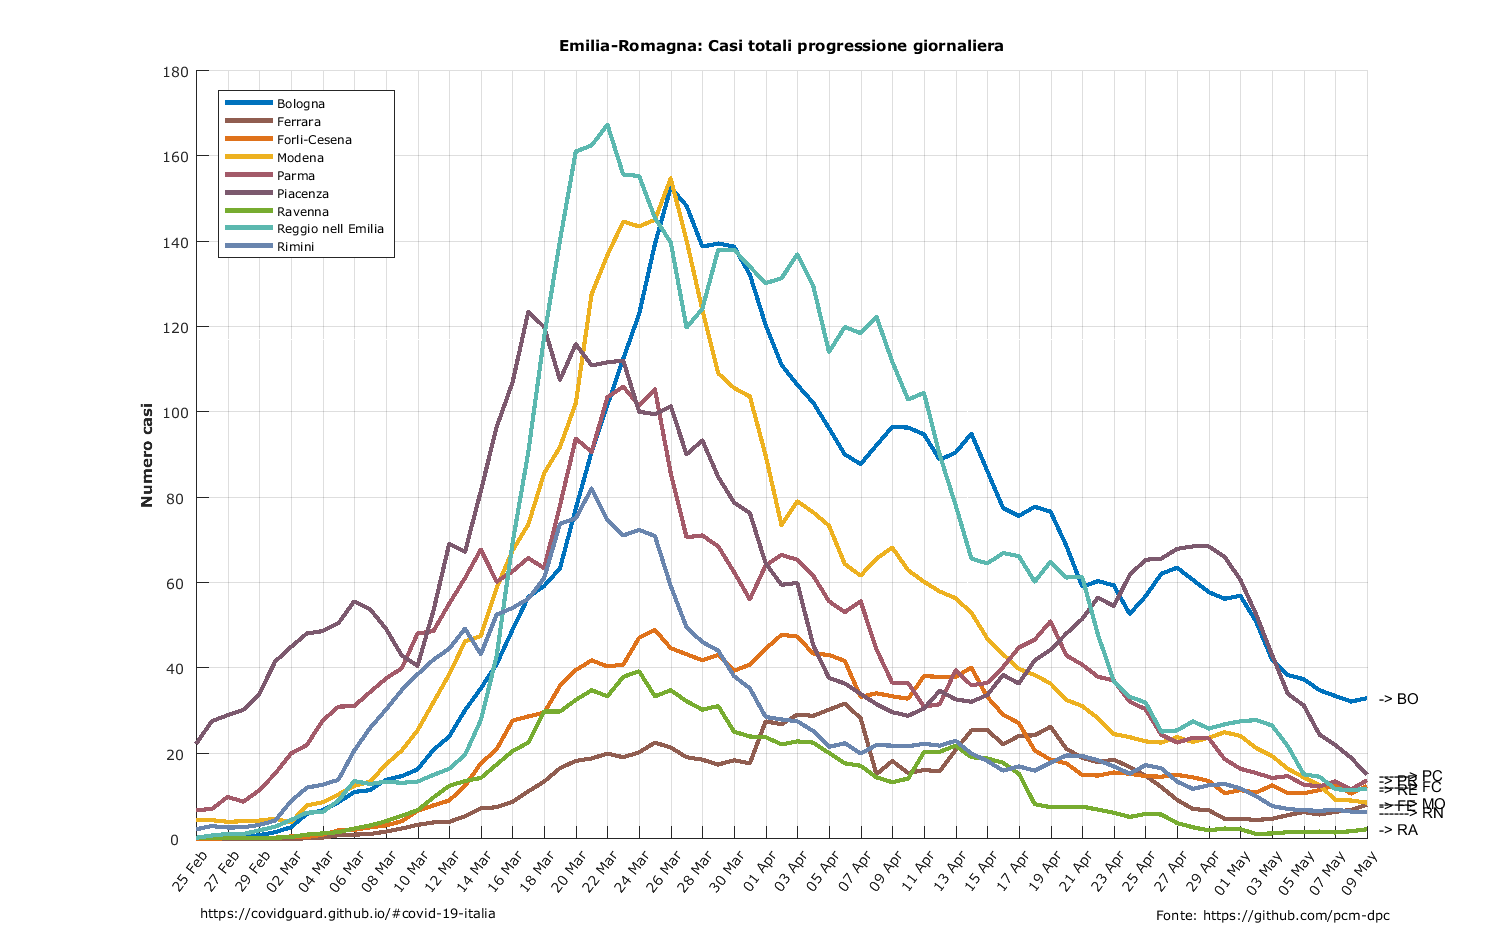 Emilia-Romagna: Casi totali progressione giornaliera
Numero casi
180
160
140
120
100
80
60
40
20
0
Bologna
Ferrara
Forli-Cesena
Modena
Parma
Piacenza
Ravenna
Reggio nell Emilia
Rimini
-> BO
PC
FC
RE
MO
-> RN
-> RA
25 Feb
27 Feb
29 Feb
02 Mar
04 Mar
06 Mar
08 Mar
10 Mar
12 Mar
14 Mar
16 Mar
18 Mar
20 Mar
22 Mar
24 Mar
26 Mar
28 Mar
30 Mar
01 Apr
03 Apr
05 Apr
07 Apr
09 Apr
11 Apr
13 Apr
15 Apr
17 Apr
19 Apr
21 Apr
23 Apr
25 Apr
27 Apr
29 Apr
01 May
03 May
05 May
07 May
09 May
https://covidguard.github.io/#covid-19-italia
Fonte: https://github.com/pcm-dpc